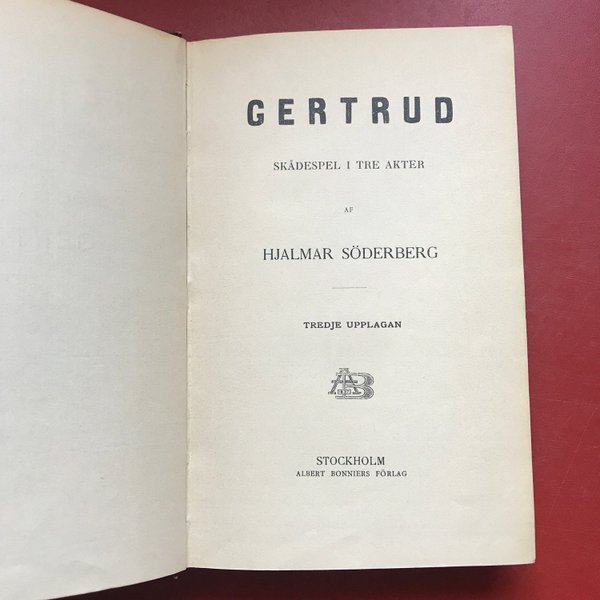 GERTRUD
SKÅDESPEL I TRE AKTER
AF
HJALMAR SÖDERBERG
TREDJE UPPLAGAN
AB
STOCKHOLM
ALBERT BONNIERS FÖRLAG